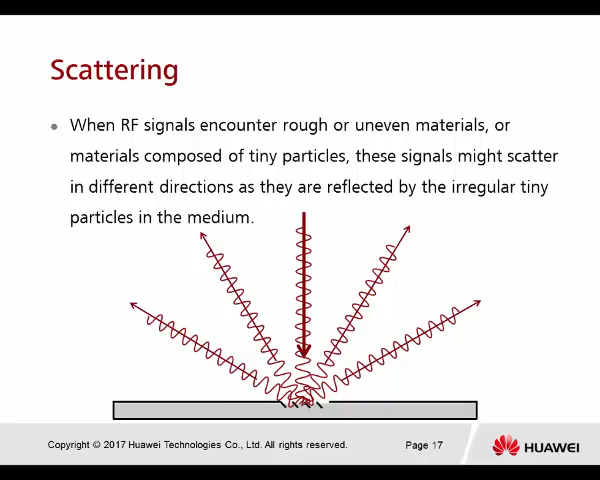 Scattering
When RF signals encounter rough or uneven materials, or
materials composed of tiny particles, these signals might scatter
in different directions as they are reflected by the irregular tiny
particles in the medium.
Copyright © 2017 Huawei Technologies Co., Ltd. All rights reserved.
Page 17
HUAWEI